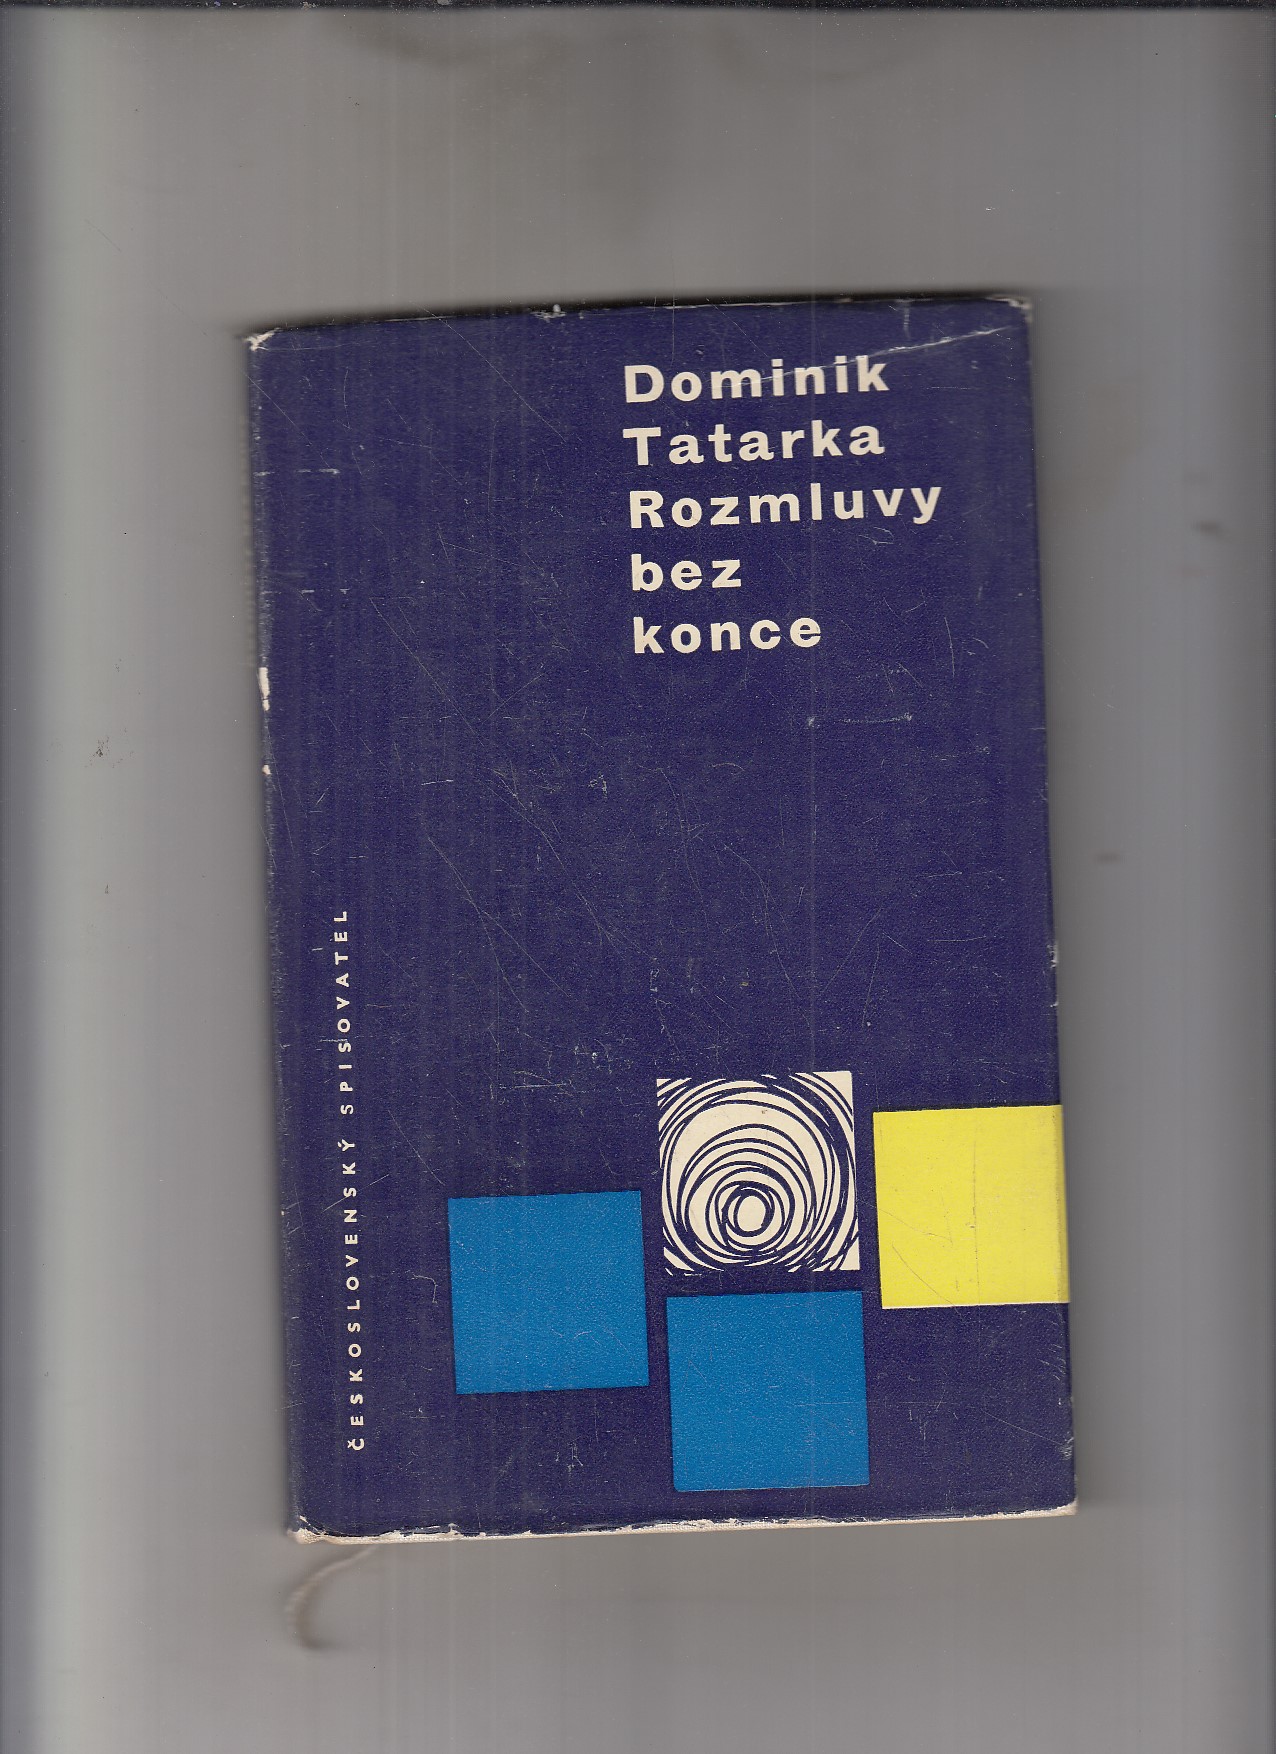 Dominik
Tatarka
Rozmluvy
bez
konce
ČESKOSLOVENSKÝ SPISOVATEL